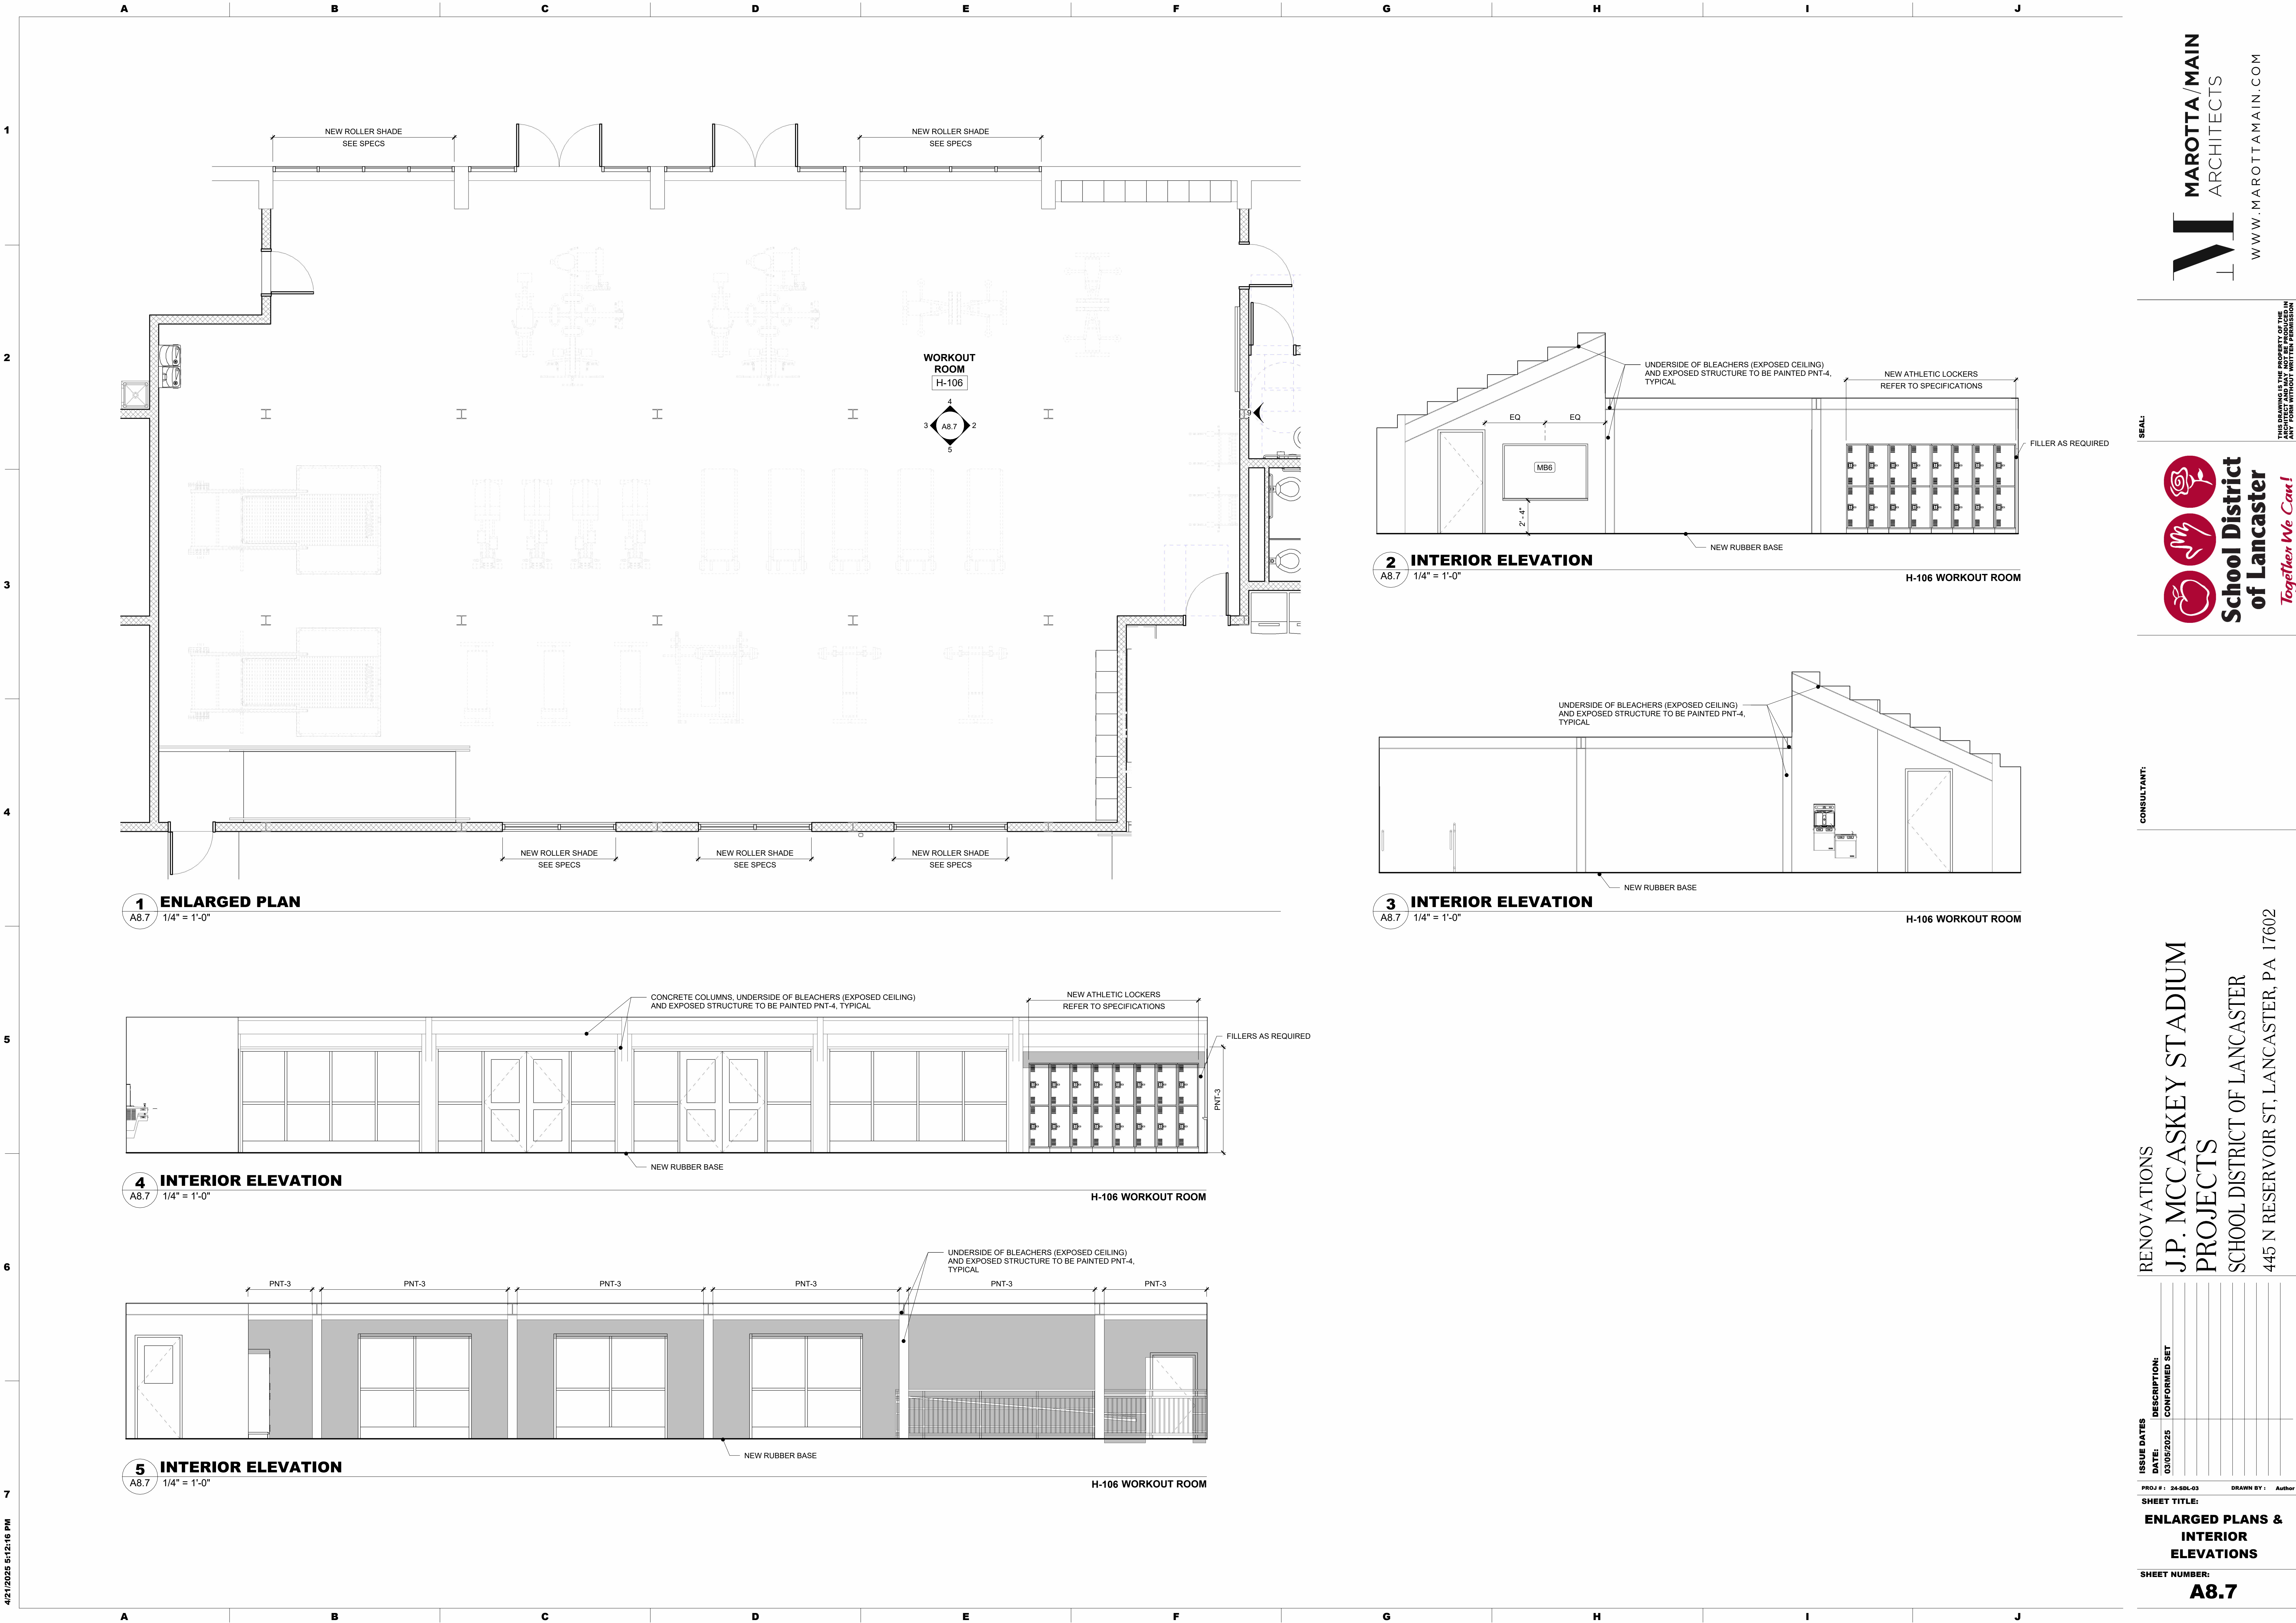 A B C D E F G H I J
1
2
3
4
5
6
7
NEW ROLLER SHADE
SEE SPECS
NEW ROLLER SHADE
SEE SPECS
WORKOUT
ROOM
H-106
4
3 A8.7 2
5
9
NEW ROLLER SHADE
SEE SPECS
NEW ROLLER SHADE
SEE SPECS
NEW ROLLER SHADE
SEE SPECS
1 ENLARGED PLAN
A8.7 1/4" = 1'-0"
UNDERSIDE OF BLEACHERS (EXPOSED CEILING)
AND EXPOSED STRUCTURE TO BE PAINTED PNT-4,
TYPICAL
NEW ATHLETIC LOCKERS
REFER TO SPECIFICATIONS
EQ EQ
FILLER AS REQUIRED
MB6
2' - 4"
NEW RUBBER BASE
2 INTERIOR ELEVATION
A8.7 1/4" = 1'-0"
H-106 WORKOUT ROOM
UNDERSIDE OF BLEACHERS (EXPOSED CEILING)
AND EXPOSED STRUCTURE TO BE PAINTED PNT-4,
TYPICAL
NEW RUBBER BASE
3 INTERIOR ELEVATION
A8.7 1/4" = 1'-0"
H-106 WORKOUT ROOM
CONCRETE COLUMNS, UNDERSIDE OF BLEACHERS (EXPOSED CEILING)
AND EXPOSED STRUCTURE TO BE PAINTED PNT-4, TYPICAL
NEW ATHLETIC LOCKERS
REFER TO SPECIFICATIONS
FILLERS AS REQUIRED
PNT-3
NEW RUBBER BASE
4 INTERIOR ELEVATION
A8.7 1/4" = 1'-0"
H-106 WORKOUT ROOM
UNDERSIDE OF BLEACHERS (EXPOSED CEILING)
AND EXPOSED STRUCTURE TO BE PAINTED PNT-4,
TYPICAL
PNT-3 PNT-3 PNT-3 PNT-3 PNT-3 PNT-3
NEW RUBBER BASE
5 INTERIOR ELEVATION
A8.7 1/4" = 1'-0"
H-106 WORKOUT ROOM
4/21/2025 5:12:16 PM
A B C D E F G H I J
MAROTTA/MAIN
ARCHITECTS
WWW.MAROTTAMAIN.COM
THIS DRAWING IS THE PROPERTY OF THE
ARCHITECT AND MAY NOT BE PRODUCED IN
ANY FORM WITHOUT WRITTEN PERMISSION
SEAL:
School District
of Lancaster
Together We Can!
CONSULTANT:
RENOVATIONS
J.P. MCCASKEY STADIUM
PROJECTS
SCHOOL DISTRICT OF LANCASTER
445 N RESERVOIR ST, LANCASTER, PA 17602
ISSUE DATES
DATE: DESCRIPTION:
03/05/2025 CONFORMED SET
PROJ # : 24-SDL-03 DRAWN BY : Author
SHEET TITLE:
ENLARGED PLANS &
INTERIOR
ELEVATIONS
SHEET NUMBER:
A8.7